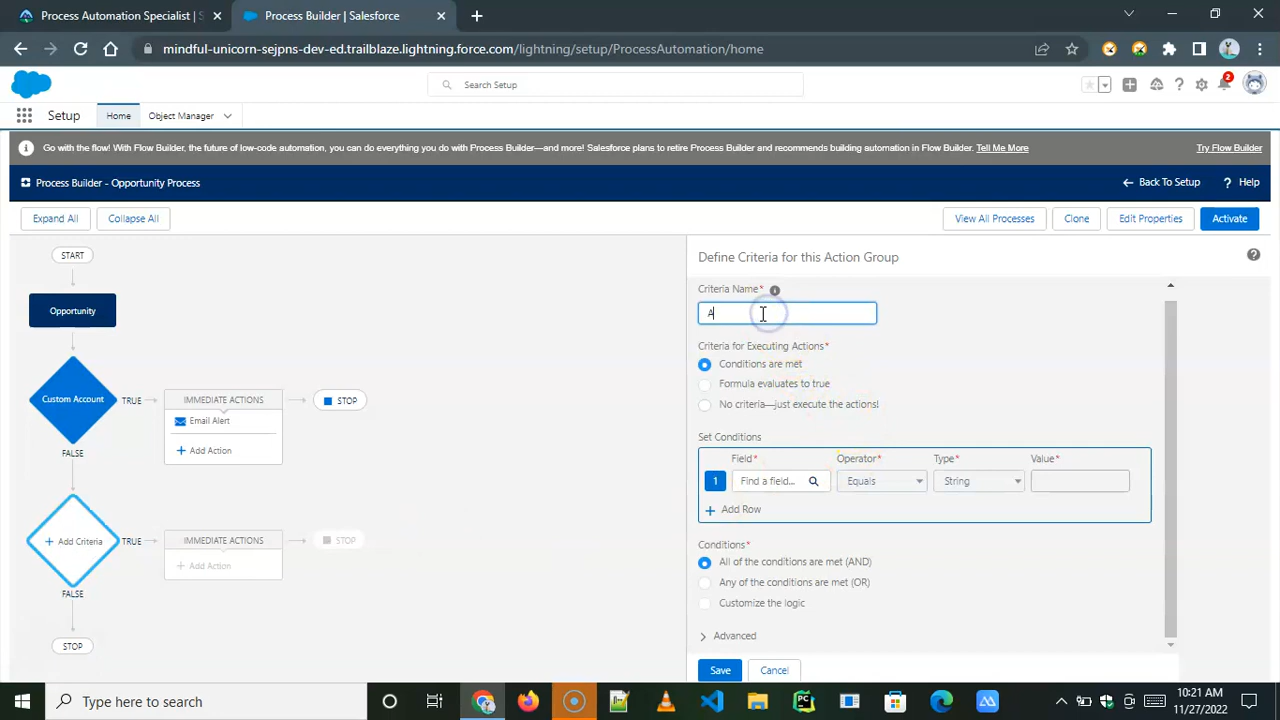 Process Automation Specialist | S
Process Builder | Salesforce
mindful-unicorn-sejpns-dev-ed.trailblaze.lightning.force.com/lightning/setup/ProcessAutomation/home
Search Setup
2
Setup
Home
Object Manager
Go with the flow! With Flow Builder, the future of low-code automation, you can do everything you do with Process Builder—and more! Salesforce plans to retire Process Builder and recommends building automation in Flow Builder. Tell Me More
Try Flow Builder
Process Builder - Opportunity Process
Back To Setup
? Help
Expand All
Collapse All
View All Processes
Clone
Edit Properties
Activate
START
Opportunity
Custom Account
TRUE
IMMEDIATE ACTIONS
Email Alert
+ Add Action
STOP
FALSE
+ Add Criteria
TRUE
IMMEDIATE ACTIONS
+ Add Action
STOP
FALSE
STOP
Define Criteria for this Action Group
Criteria Name*
A
Criteria for Executing Actions*
Conditions are met
Formula evaluates to true
No criteria—just execute the actions!
Set Conditions
Field*
Operator*
Type*
Value*
1
Find a field...
Equals
String
+ Add Row
Conditions*
All of the conditions are met (AND)
Any of the conditions are met (OR)
Customize the logic
Advanced
Save
Cancel
Type here to search
10:21 AM
11/27/2022